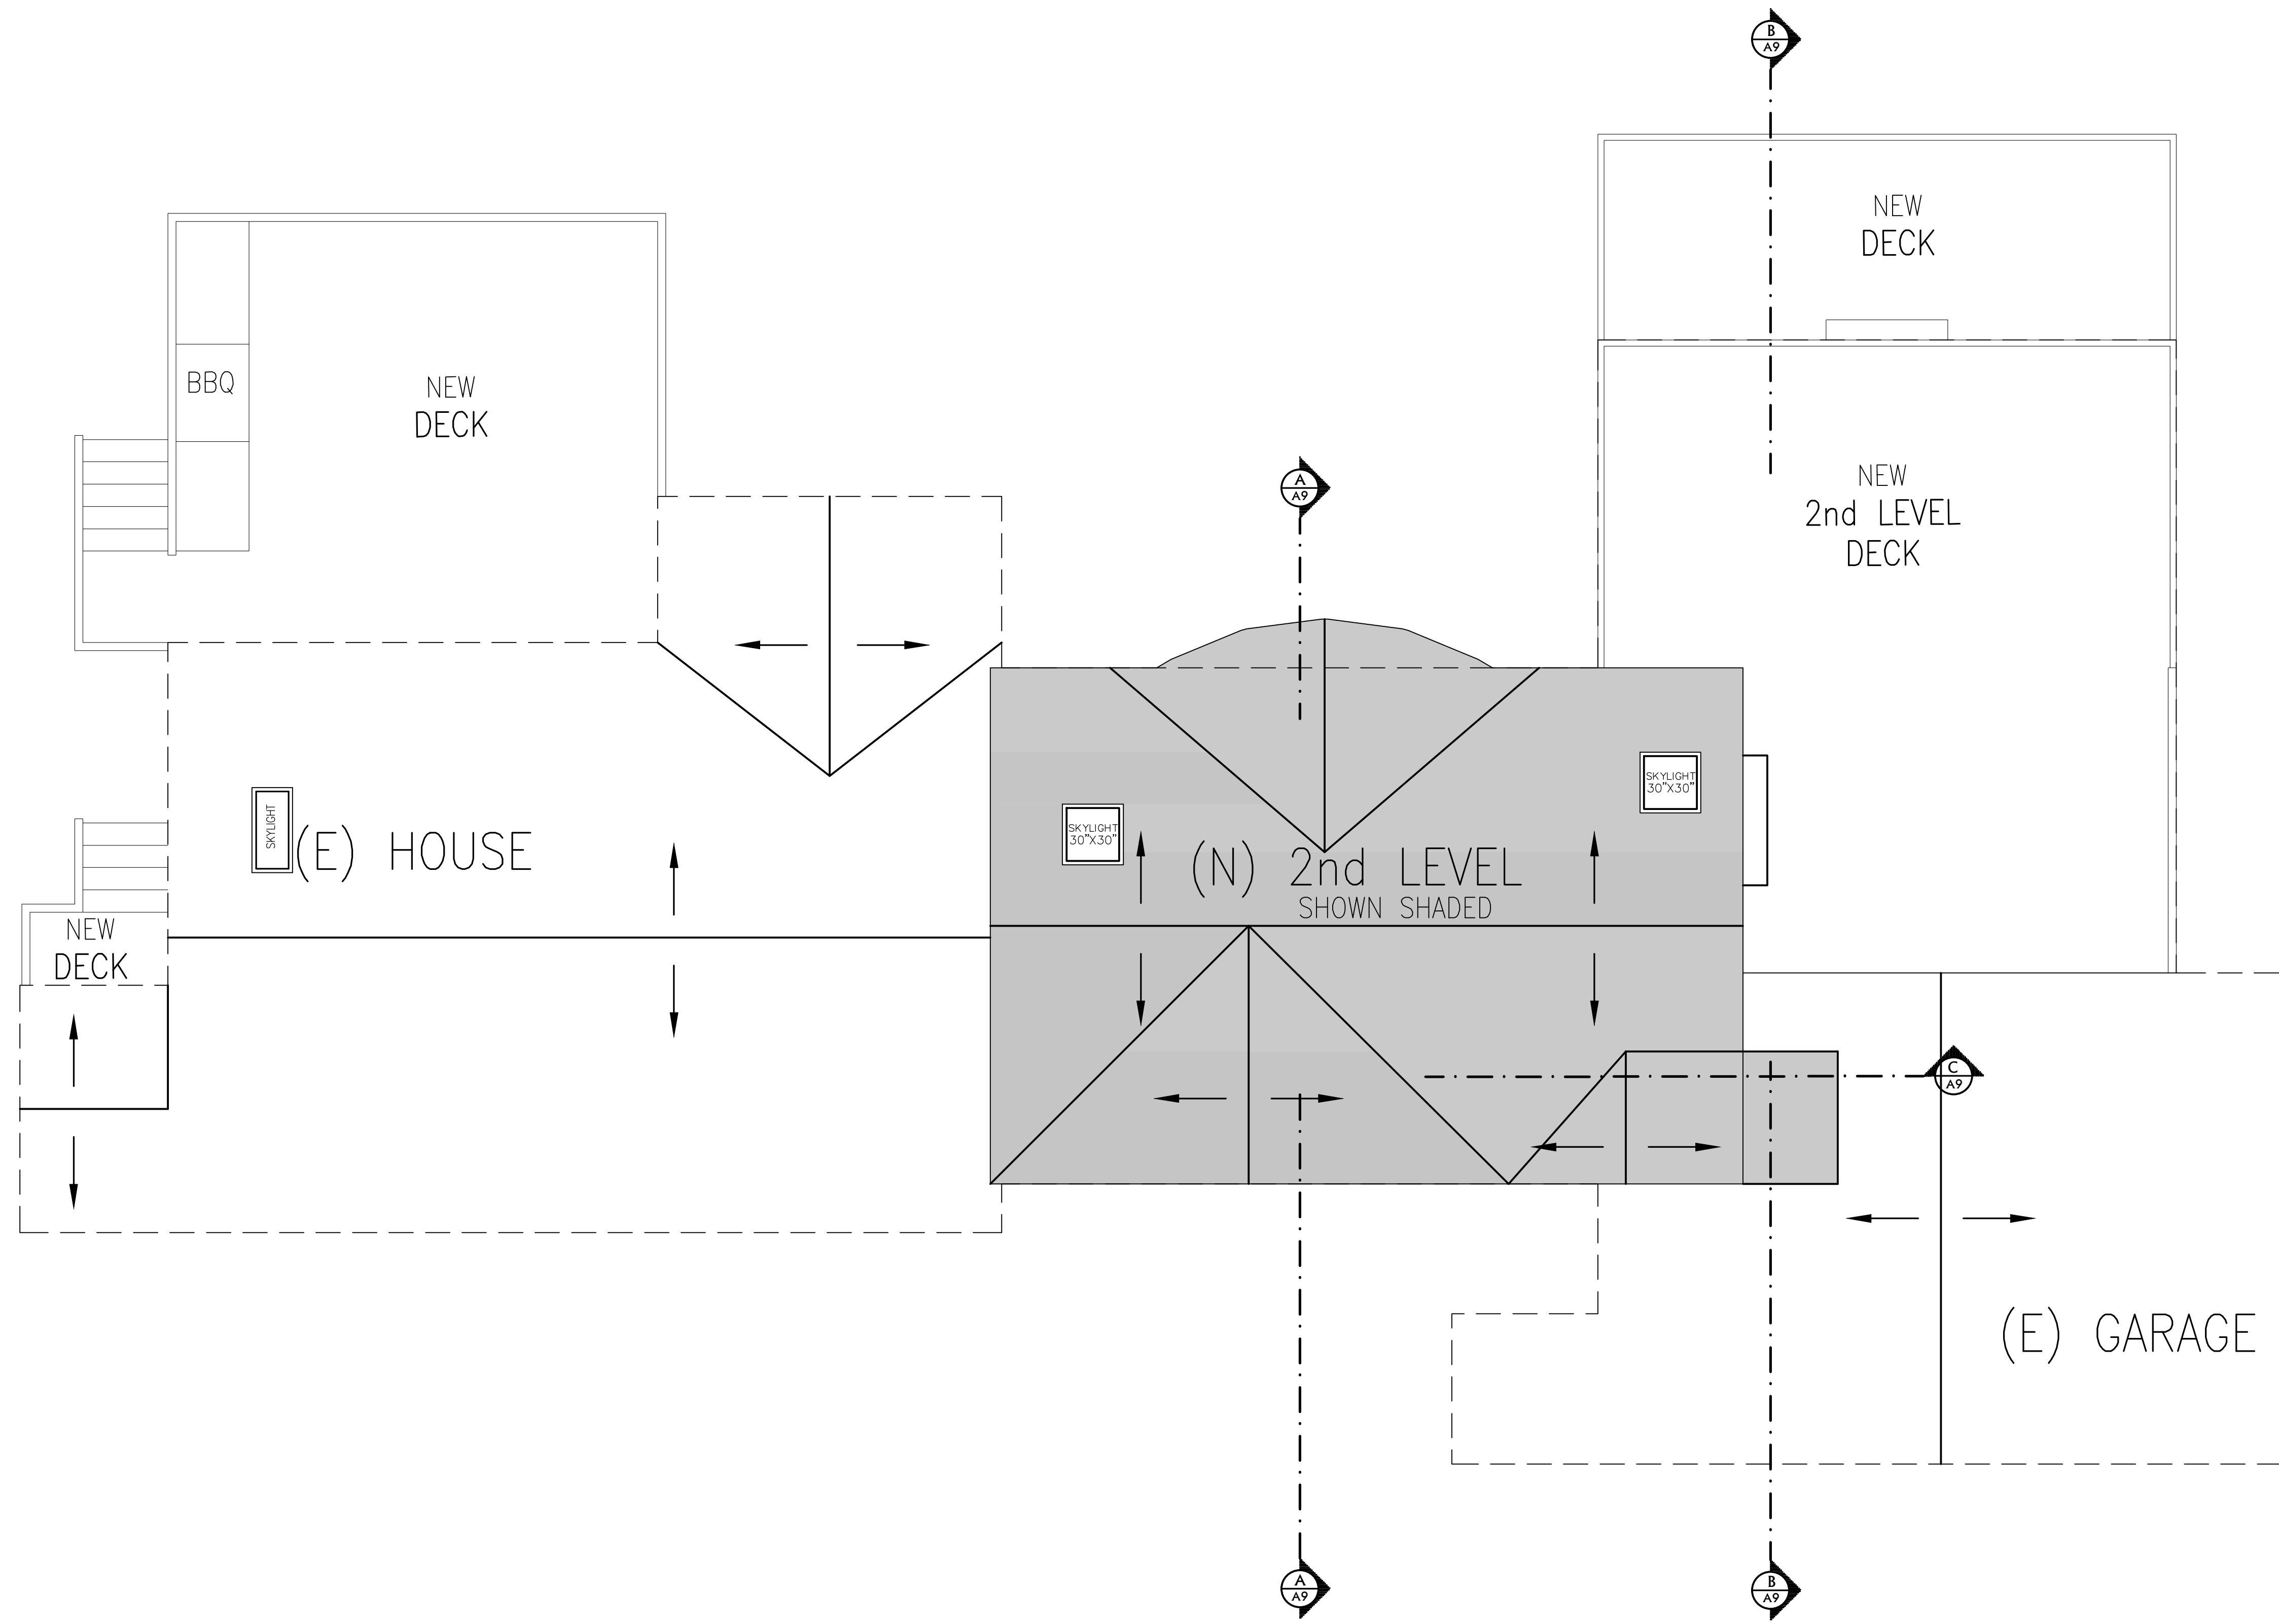 B
A9
NEW
DECK
BBQ
NEW
DECK
A
A9
NEW
2nd LEVEL
DECK
SKYLIGHT
(E) HOUSE
SKYLIGHT
30"X30"
SKYLIGHT
30"X30"
(N) 2nd LEVEL
SHOWN SHADED
NEW
DECK
C
A9
(E) GARAGE
A
A9
B
A9